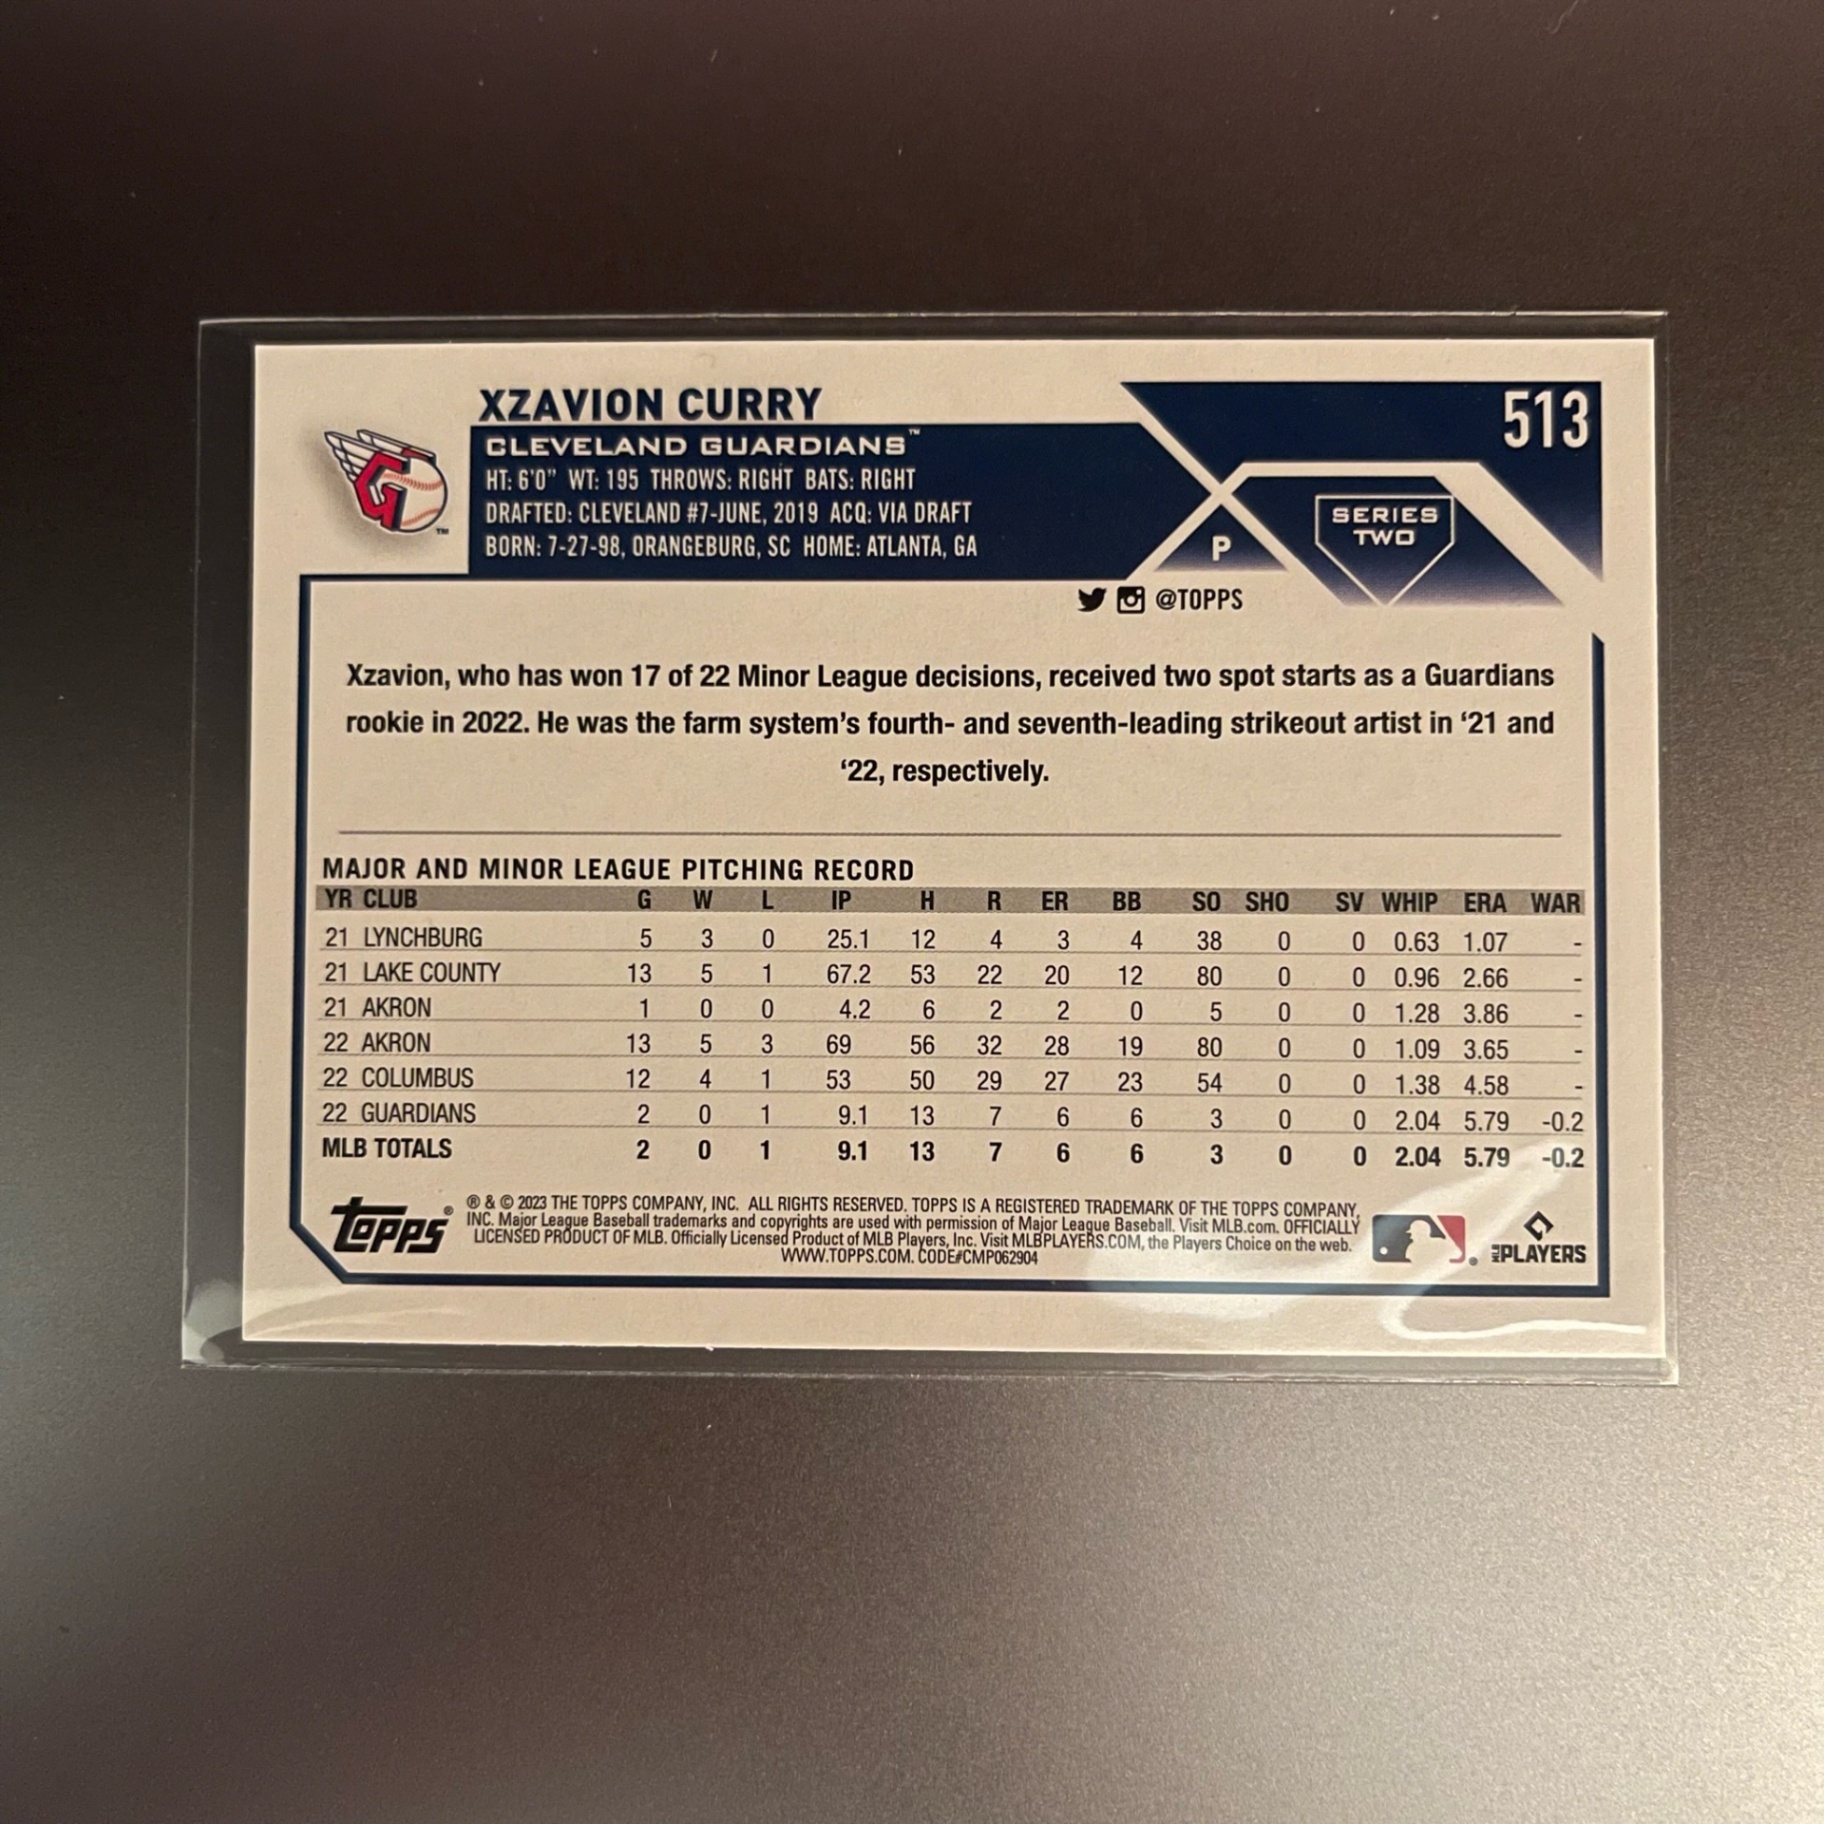 XZAVION CURRY
513
CLEVELAND GUARDIANS™
HT: 6'0" WT: 195 THROWS: RIGHT BATS: RIGHT
DRAFTED: CLEVELAND #7-JUNE, 2019 ACQ: VIA DRAFT
BORN: 7-27-98, ORANGEBURG, SC HOME: ATLANTA, GA
P
SERIES
TWO
G
™
@TOPPS
Xzavion, who has won 17 of 22 Minor League decisions, received two spot starts as a Guardians
rookie in 2022. He was the farm system's fourth- and seventh-leading strikeout artist in ‘21 and
‘22, respectively.
MAJOR AND MINOR LEAGUE PITCHING RECORD
YR CLUB G W L IP H R ER BB SO SHO SV WHIP ERA WAR
21 LYNCHBURG 5 3 0 25.1 12 4 3 4 38 0 0 0.63 1.07 -
21 LAKE COUNTY 13 5 1 67.2 53 22 20 12 80 0 0 0.96 2.66 -
21 AKRON 1 0 0 4.2 6 2 2 0 5 0 0 1.28 3.86 -
22 AKRON 13 5 3 69 56 32 28 19 80 0 0 1.09 3.65 -
22 COLUMBUS 12 4 1 53 50 29 27 23 54 0 0 1.38 4.58 -
22 GUARDIANS 2 0 1 9.1 13 7 6 6 3 0 0 2.04 5.79 -0.2
MLB TOTALS 2 0 1 9.1 13 7 6 6 3 0 0 2.04 5.79 -0.2
topps®
® & © 2023 THE TOPPS COMPANY, INC. ALL RIGHTS RESERVED. TOPPS IS A REGISTERED TRADEMARK OF THE TOPPS COMPANY,
INC. Major League Baseball trademarks and copyrights are used with permission of Major League Baseball. Visit MLB.com. OFFICIALLY
LICENSED PRODUCT OF MLB. Officially Licensed Product of MLB Players, Inc. Visit MLBPLAYERS.COM, the Players Choice on the web.
WWW.TOPPS.COM. CODE#CMP062904
®
MLB PLAYERS